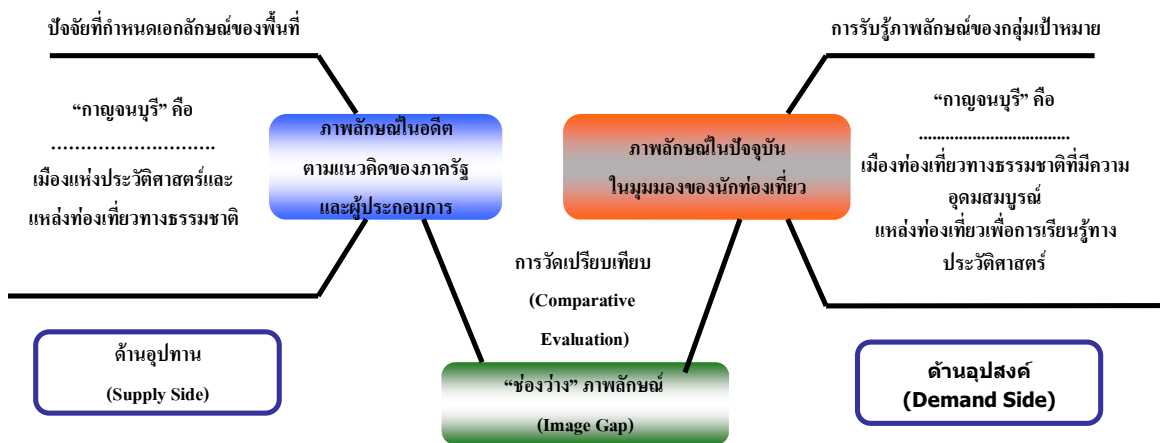 ปัจจัยที่กำหนดเอกลักษณ์ของพื้นที่
การรับรู้ภาพลักษณ์ของกลุ่มเป้าหมาย
“กาญจนบุรี” คือ
............................
เมืองแห่งประวัติศาสตร์และ
แหล่งท่องเที่ยวทางธรรมชาติ
ภาพลักษณ์ในอดีต
ตามแนวคิดของภาครัฐ
และผู้ประกอบการ
ภาพลักษณ์ในปัจจุบัน
ในมุมมองของนักท่องเที่ยว
“กาญจนบุรี” คือ
..................................
เมืองท่องเที่ยวทางธรรมชาติที่มีความ
อุดมสมบูรณ์
แหล่งท่องเที่ยวเพื่อการเรียนรู้ทาง
ประวัติศาสตร์
การวัดเปรียบเทียบ
(Comparative
Evaluation)
ด้านอุปทาน
(Supply Side)
“ช่องว่าง” ภาพลักษณ์
(Image Gap)
ด้านอุปสงค์
(Demand Side)